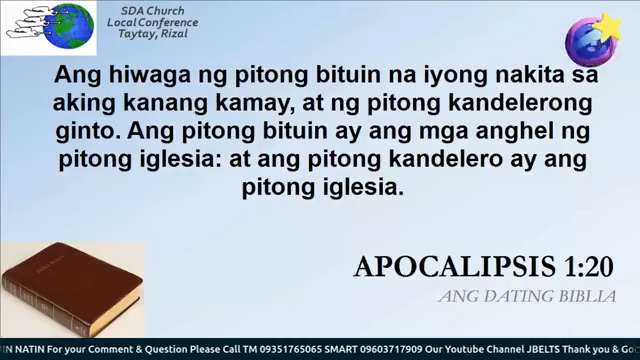 SDA Church
Local Conference
Taytay, Rizal
Ang hiwaga ng pitong bituin na iyong nakita sa
aking kanang kamay, at ng pitong kandelerong
ginto. Ang pitong bituin ay ang mga anghel ng
pitong iglesia: at ang pitong kandelero ay ang
pitong iglesia.
APOCALIPSIS 1:20
ANG DATING BIBLIA
NATIN For your Comment & Question Please Call TM 09351765065 SMART 09603717909 Our Youtube Channel JBELTS Thank you &